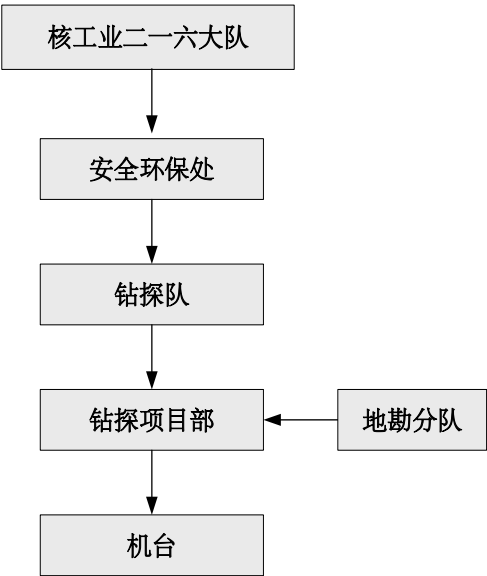 核工业二一六大队
安全环保处
钻探队
钻探项目部
地勘分队
机台